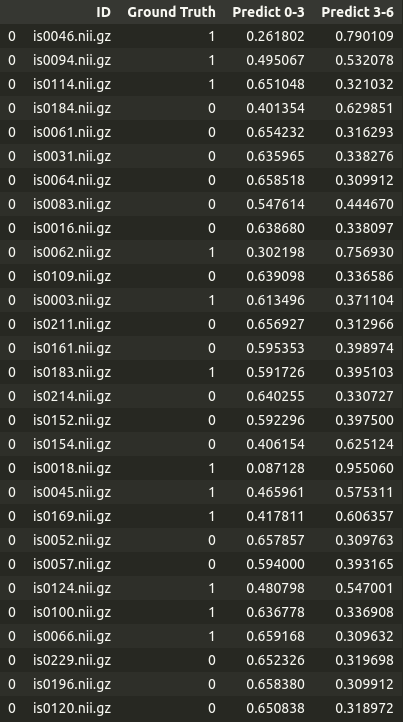 ID Ground Truth Predict 0-3 Predict 3-6
0 is0046.nii.gz 1 0.261802 0.790109
0 is0094.nii.gz 1 0.495067 0.532078
0 is0114.nii.gz 1 0.651048 0.321032
0 is0184.nii.gz 0 0.401354 0.629851
0 is0061.nii.gz 0 0.654232 0.316293
0 is0031.nii.gz 0 0.635965 0.338276
0 is0064.nii.gz 0 0.658518 0.309912
0 is0083.nii.gz 0 0.547614 0.444670
0 is0016.nii.gz 0 0.638680 0.338097
0 is0062.nii.gz 1 0.302198 0.756930
0 is0109.nii.gz 0 0.639098 0.336586
0 is0003.nii.gz 1 0.613496 0.371104
0 is0211.nii.gz 0 0.656927 0.312966
0 is0161.nii.gz 0 0.595353 0.398974
0 is0183.nii.gz 1 0.591726 0.395103
0 is0214.nii.gz 0 0.640255 0.330727
0 is0152.nii.gz 0 0.592296 0.397500
0 is0154.nii.gz 0 0.406154 0.625124
0 is0018.nii.gz 1 0.087128 0.955060
0 is0045.nii.gz 1 0.465961 0.575311
0 is0169.nii.gz 1 0.417811 0.606357
0 is0052.nii.gz 0 0.657857 0.309763
0 is0057.nii.gz 0 0.594000 0.393165
0 is0124.nii.gz 1 0.480798 0.547001
0 is0100.nii.gz 1 0.636778 0.336908
0 is0066.nii.gz 1 0.659168 0.309632
0 is0229.nii.gz 0 0.652326 0.319698
0 is0196.nii.gz 0 0.658380 0.309912
0 is0120.nii.gz 0 0.650838 0.318972